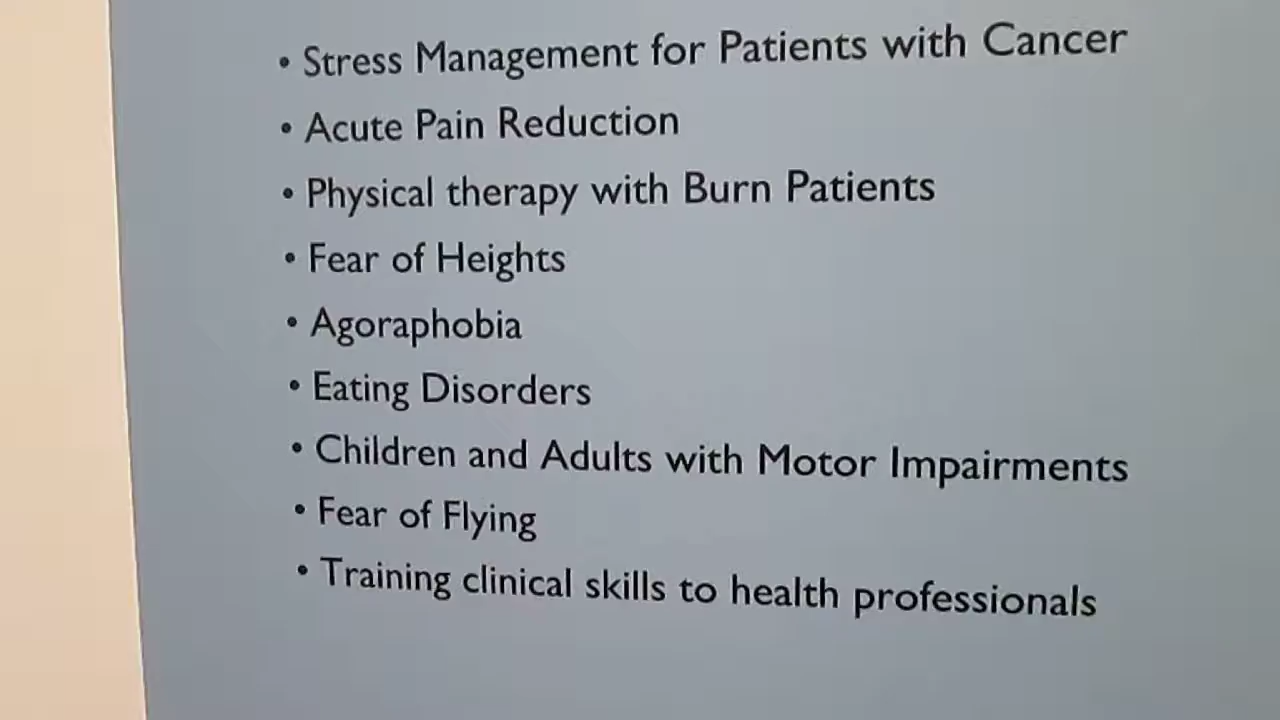 • Stress Management for Patients with Cancer
• Acute Pain Reduction
• Physical therapy with Burn Patients
• Fear of Heights
• Agoraphobia
• Eating Disorders
• Children and Adults with Motor Impairments
• Fear of Flying
• Training clinical skills to health professionals